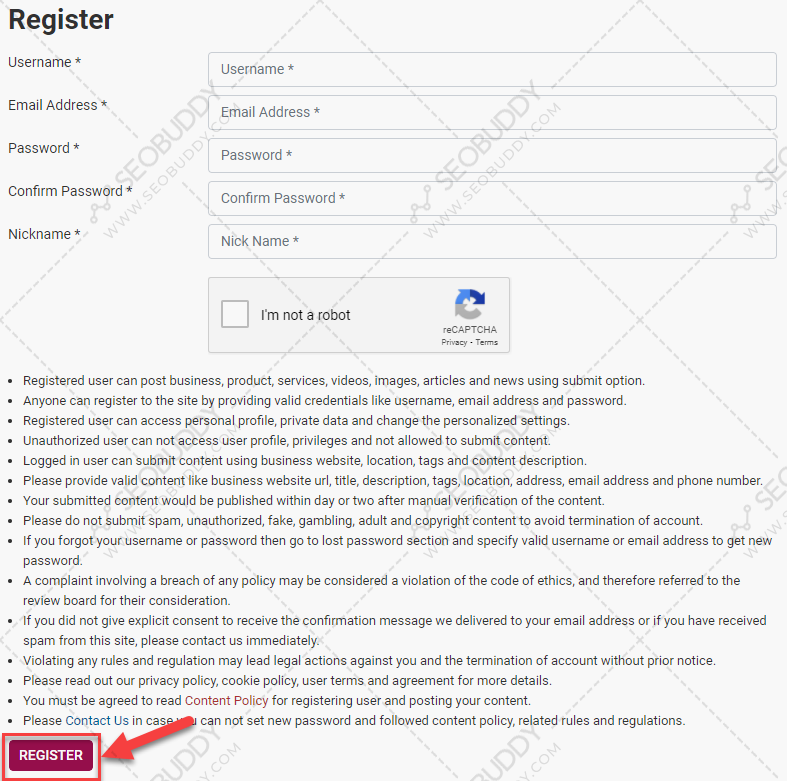 Register
Username *
Username *
Email Address *
Email Address *
Password *
Password *
Confirm Password *
Confirm Password *
Nickname *
Nick Name *
I'm not a robot
reCAPTCHA
Privacy - Terms
• Registered user can post business, product, services, videos, images, articles and news using submit option.
• Anyone can register to the site by providing valid credentials like username, email address and password.
• Registered user can access personal profile, private data and change the personalized settings.
• Unauthorized user can not access user profile, privileges and not allowed to submit content.
• Logged in user can submit content using business website, location, tags and content description.
• Please provide valid content like business website url, title, description, tags, location, address, email address and phone number.
• Your submitted content would be published within day or two after manual verification of the content.
• Please do not submit spam, unauthorized, fake, gambling, adult and copyright content to avoid termination of account.
• If you forgot your username or password then go to lost password section and specify valid username or email address to get new
password.
• A complaint involving a breach of any policy may be considered a violation of the code of ethics, and therefore referred to the
review board for their consideration.
• If you did not give explicit consent to receive the confirmation message we delivered to your email address or if you have received
spam from this site, please contact us immediately.
• Violating any rules and regulation may lead legal actions against you and the termination of account without prior notice.
• Please read out our privacy policy, cookie policy, user terms and agreement for more details.
• You must be agreed to read Content Policy for registering user and posting your content.
• Please Contact Us in case you can not set new password and followed content policy, related rules and regulations.
REGISTER
SEOBUDDY
WWW.SEOBUDDY.COM
SEOBUDDY
WWW.SEOBUDDY.COM